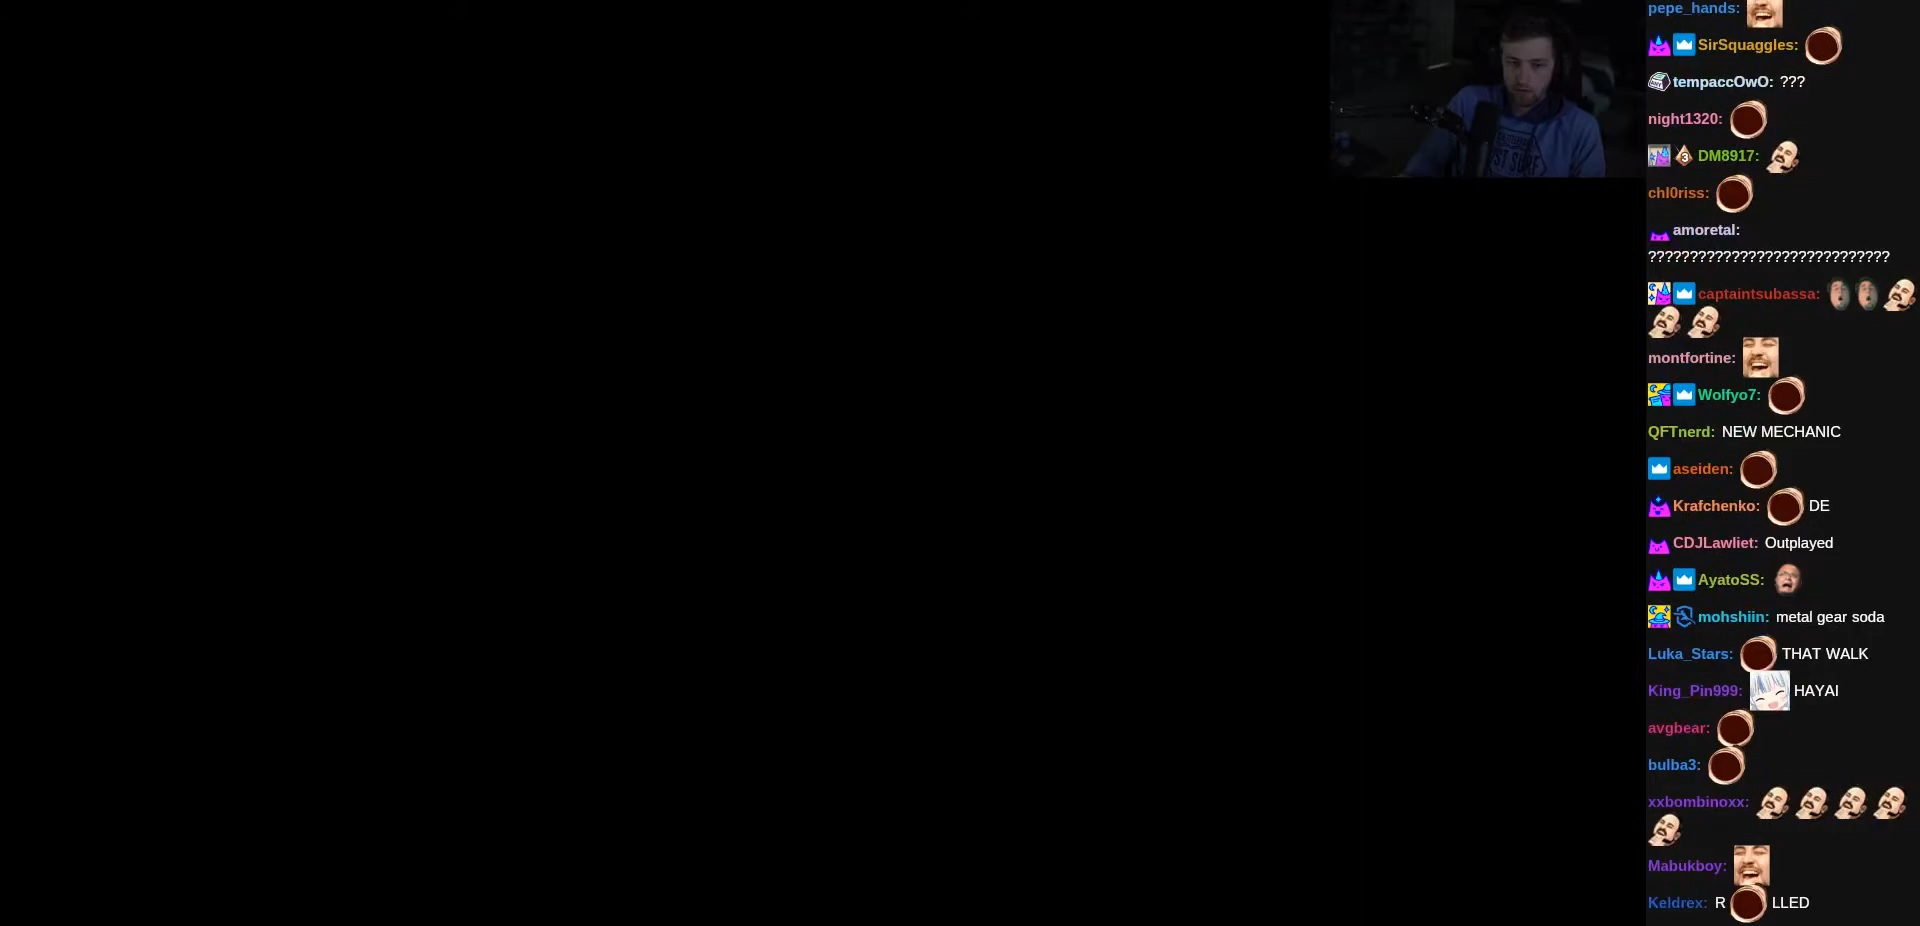 pepe_hands:
SirSquaggles:
tempaccOwO: ???
night1320:
3 DM8917:
chl0riss:
amoretal:
?????????????????????????????
captaintsubassa:
montfortine:
Wolfyo7:
QFTnerd: NEW MECHANIC
aseiden:
Krafchenko: DE
CDJLawliet: Outplayed
AyatoSS:
mohshiin: metal gear soda
Luka_Stars: THAT WALK
King_Pin999: HAYAI
avgbear:
bulba3:
xxbombinoxx:
Mabukboy:
Keldrex: R LLED